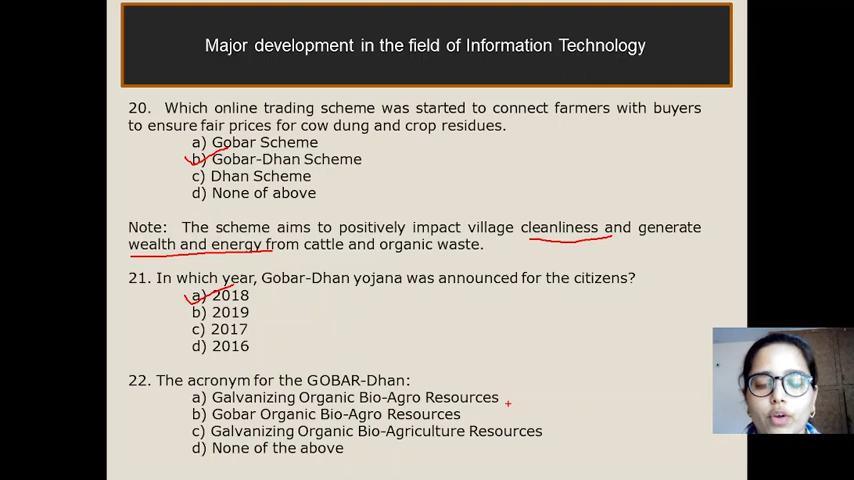 Major development in the field of Information Technology
20. Which online trading scheme was started to connect farmers with buyers
to ensure fair prices for cow dung and crop residues.
a) Gobar Scheme
b) Gobar-Dhan Scheme
c) Dhan Scheme
d) None of above
Note: The scheme aims to positively impact village cleanliness and generate
wealth and energy from cattle and organic waste.
21. In which year, Gobar-Dhan yojana was announced for the citizens?
a) 2018
b) 2019
c) 2017
d) 2016
22. The acronym for the GOBAR-Dhan:
a) Galvanizing Organic Bio-Agro Resources
b) Gobar Organic Bio-Agro Resources
c) Galvanizing Organic Bio-Agriculture Resources
d) None of the above